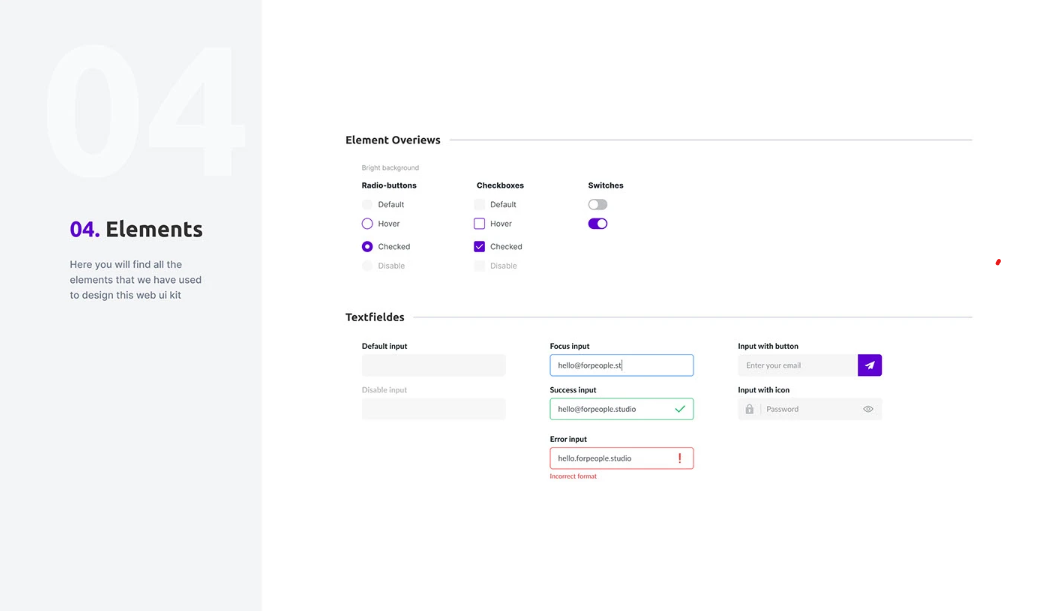 04
04. Elements
Here you will find all the
elements that we have used
to design this web ui kit
Element Overiews
Bright background
Radio-buttons
Default
Hover
Checked
Disable
Checkboxes
Default
Hover
Checked
Disable
Switches
Textfieldes
Default input
Disable input
Focus input
hello@forpeople.st
Success input
hello@forpeople.studio
Error input
hello.forpeople.studio
Incorrect format
Input with button
Enter your email
Input with icon
Password